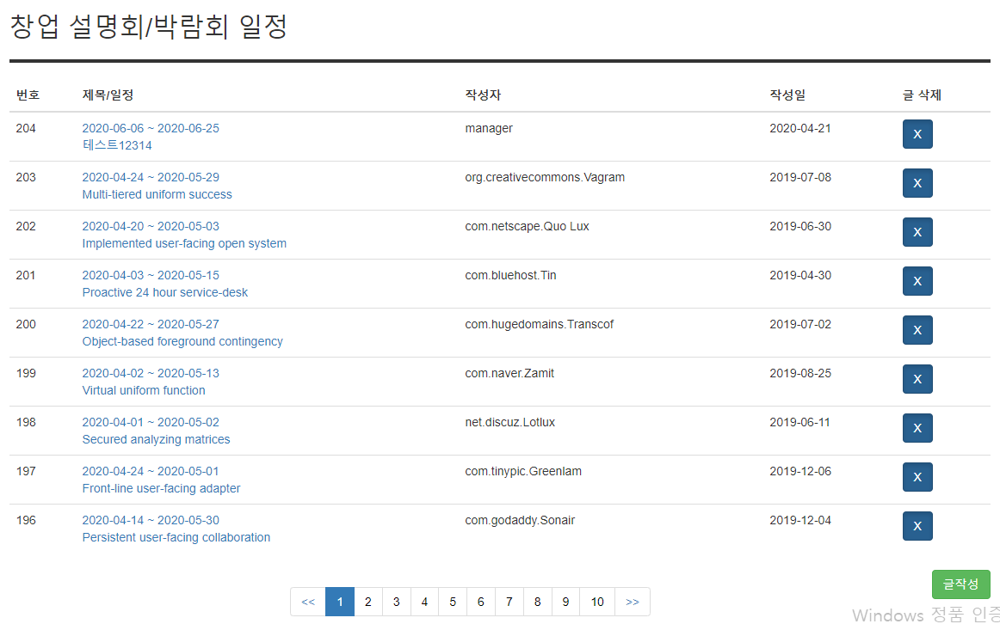 창업 설명회/박람회 일정
번호 제목/일정 작성자 작성일 글 삭제
204 2020-06-06 ~ 2020-06-25 manager 2020-04-21 X
테스트12314
203 2020-04-24 ~ 2020-05-29 org.creativecommons.Vagram 2019-07-08 X
Multi-tiered uniform success
202 2020-04-20 ~ 2020-05-03 com.netscape.Quo Lux 2019-06-30 X
Implemented user-facing open system
201 2020-04-03 ~ 2020-05-15 com.bluehost.Tin 2019-04-30 X
Proactive 24 hour service-desk
200 2020-04-22 ~ 2020-05-27 com.hugedomains.Transcof 2019-07-02 X
Object-based foreground contingency
199 2020-04-02 ~ 2020-05-13 com.naver.Zamit 2019-08-25 X
Virtual uniform function
198 2020-04-01 ~ 2020-05-02 net.discuz.Lotlux 2019-06-11 X
Secured analyzing matrices
197 2020-04-24 ~ 2020-05-01 com.tinypic.Greenlam 2019-12-06 X
Front-line user-facing adapter
196 2020-04-14 ~ 2020-05-30 com.godaddy.Sonair 2019-12-04 X
Persistent user-facing collaboration
글작성
<< 1 2 3 4 5 6 7 8 9 10 >>
Windows 정품 인증